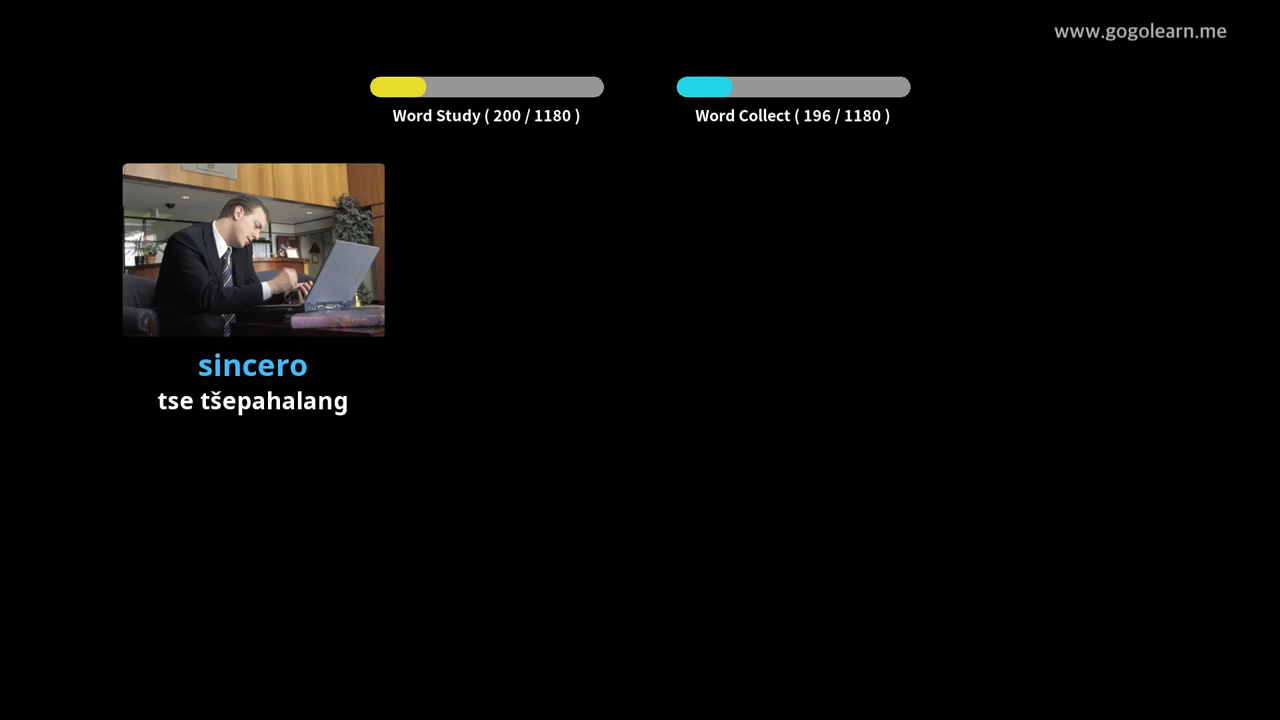 www.gogolearn.me
Word Study ( 200 / 1180 )
Word Collect ( 196 / 1180 )
sincero
tse tšepahalang